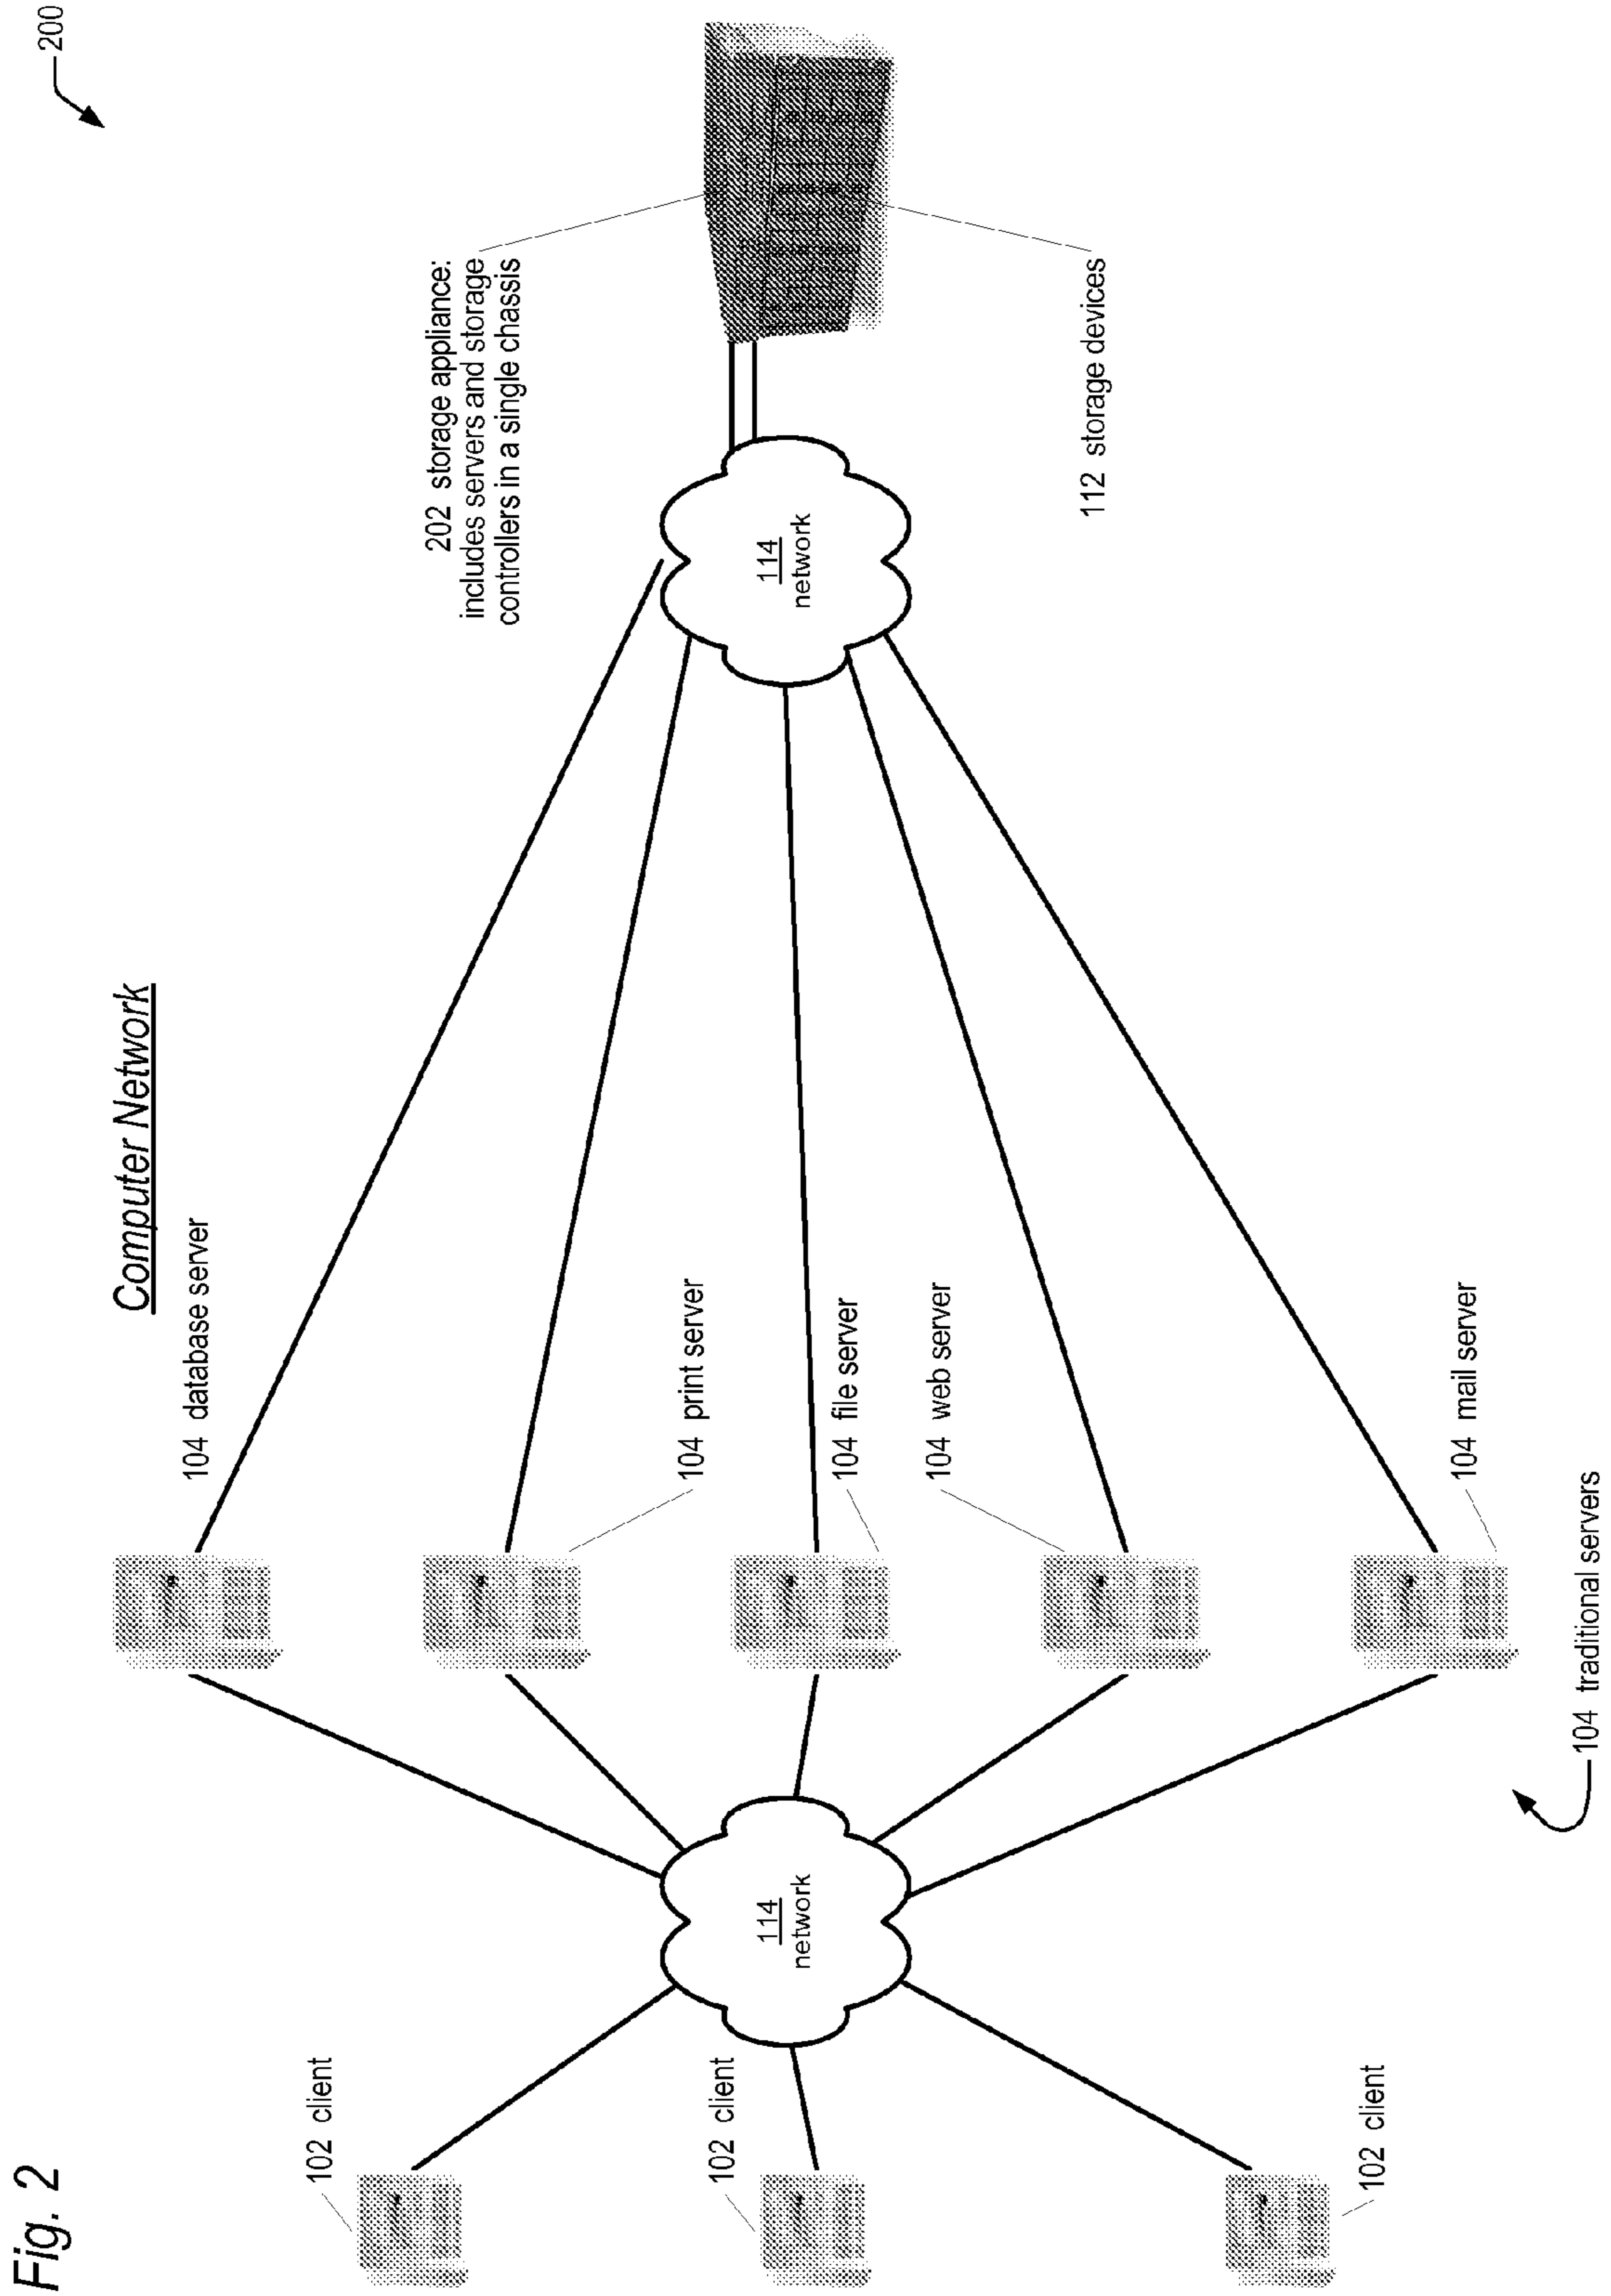 Fig. 2
Computer Network
200
102 client
102 client
102 client
114
network
104 database server
104 print server
104 file server
104 web server
104 mail server
104 traditional servers
114
network
202 storage appliance:
includes servers and storage
controllers in a single chassis
112 storage devices